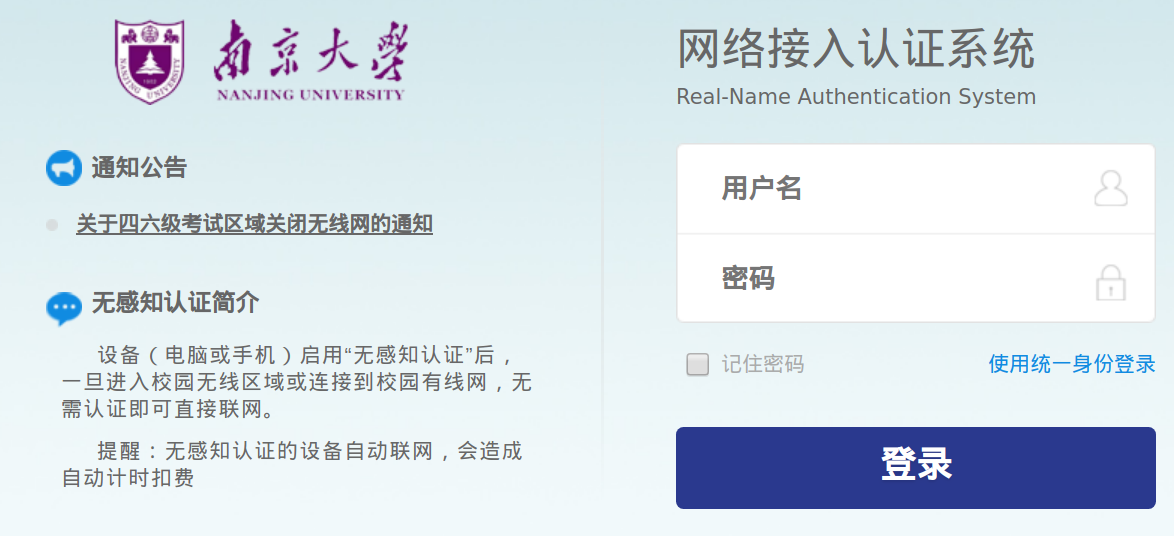 南京大学
NANJING UNIVERSITY
NANJING UNIVERSITY
1902
通知公告
关于四六级考试区域关闭无线网的通知
无感知认证简介
设备（电脑或手机）启用“无感知认证”后，
一旦进入校园无线区域或连接到校园有线网，无
需认证即可直接联网。
提醒：无感知认证的设备自动联网，会造成
自动计时扣费
网络接入认证系统
Real-Name Authentication System
用户名
密码
记住密码
使用统一身份登录
登录